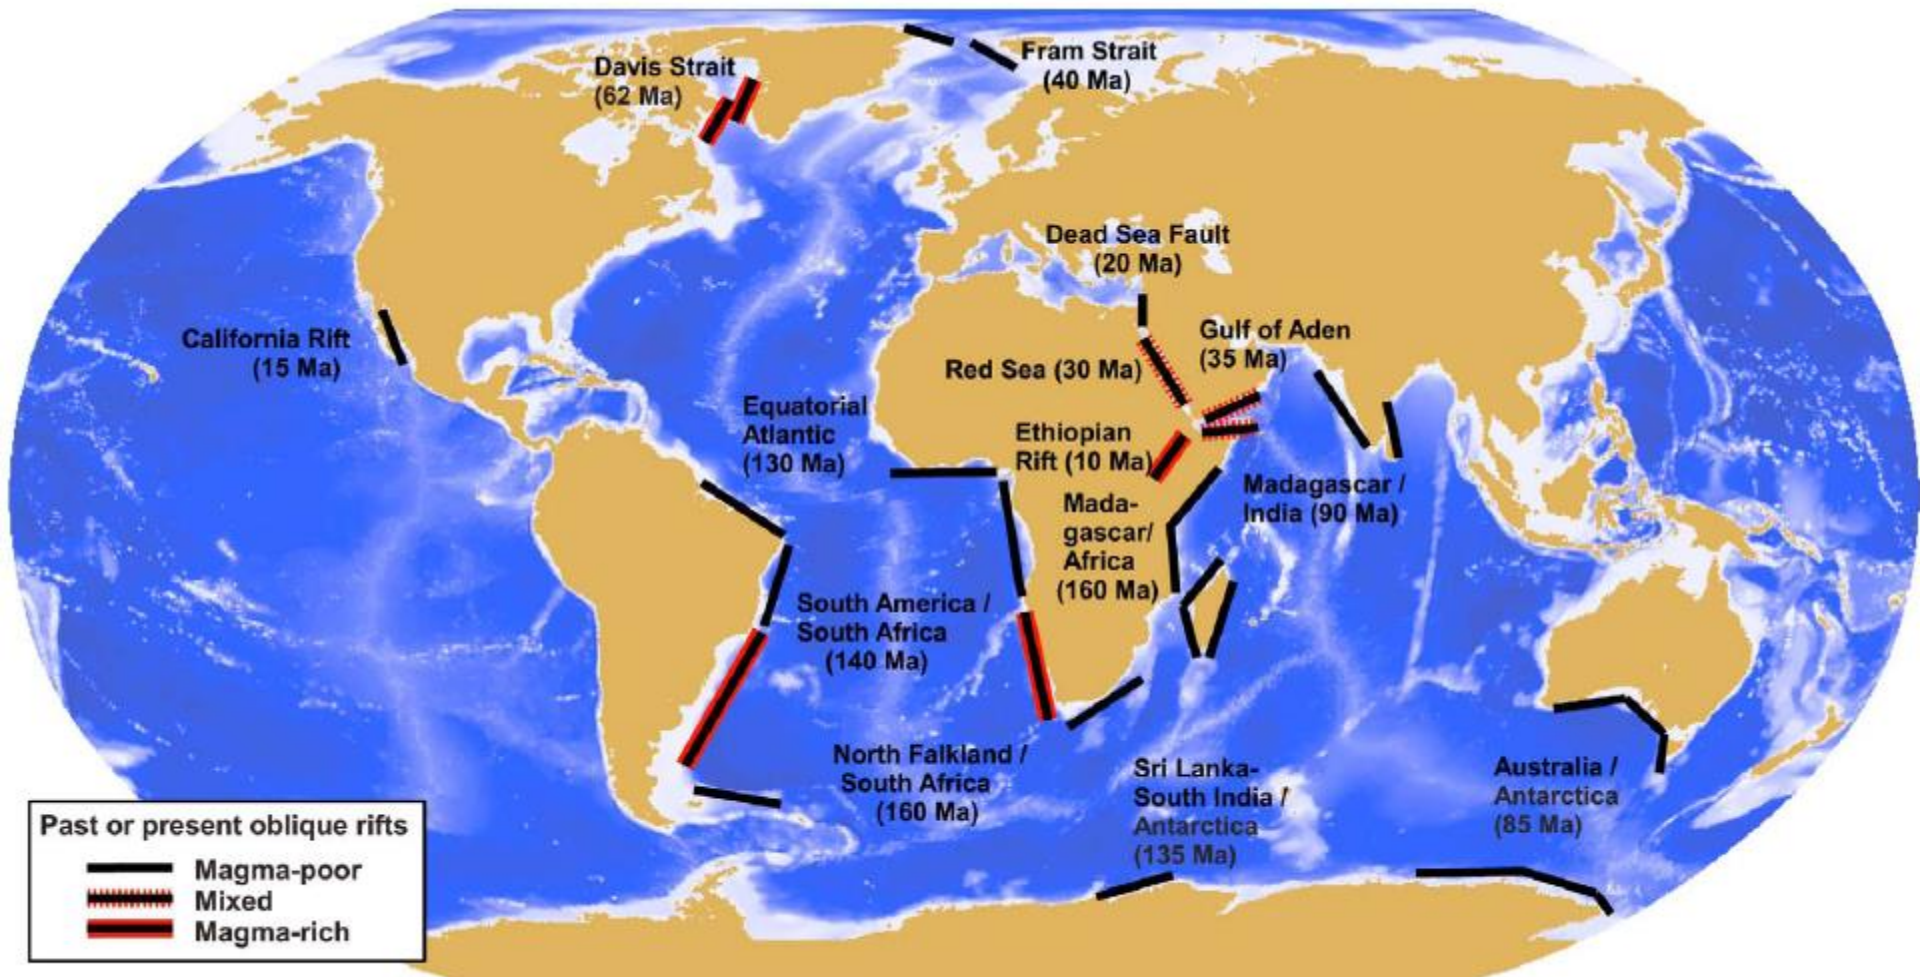 Davis Strait
(62 Ma)
Fram Strait
(40 Ma)
Dead Sea Fault
(20 Ma)
California Rift
(15 Ma)
Gulf of Aden
(35 Ma)
Red Sea (30 Ma)
Equatorial
Atlantic
(130 Ma)
Ethiopian
Rift (10 Ma)
Madagascar /
India (90 Ma)
Mada-
gascar/
Africa
(160 Ma)
South America /
South Africa
(140 Ma)
North Falkland /
South Africa
(160 Ma)
Sri Lanka-
South India /
Antarctica
(135 Ma)
Australia /
Antarctica
(85 Ma)
Past or present oblique rifts
Magma-poor
Mixed
Magma-rich